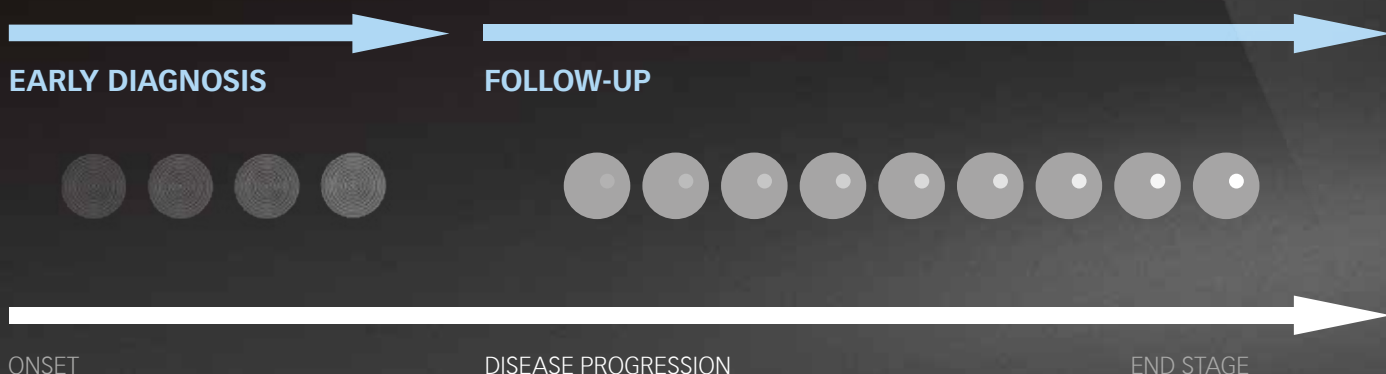 EARLY DIAGNOSIS
FOLLOW-UP
ONSET
DISEASE PROGRESSION
END STAGE